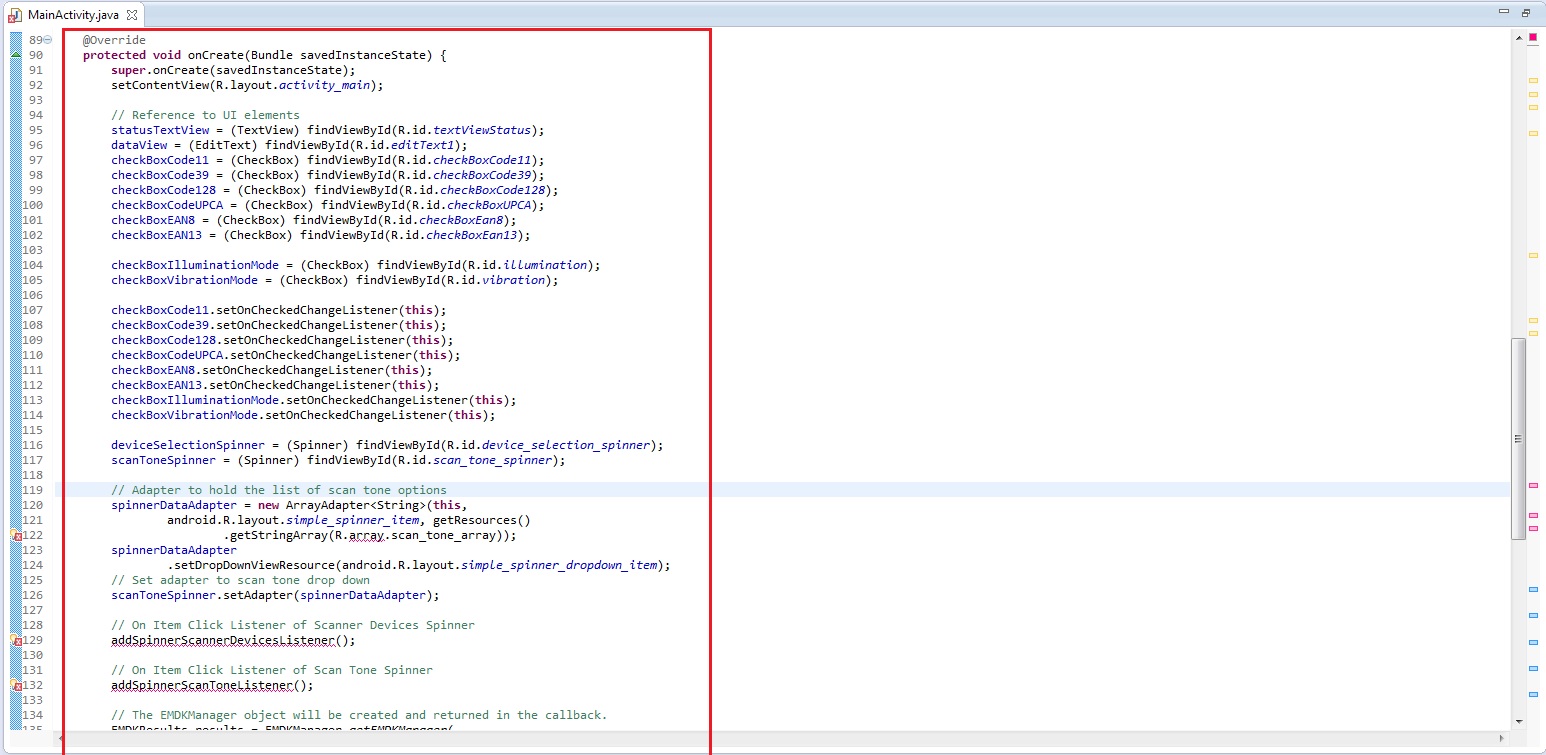 MainActivity.java
89 @Override
90 protected void onCreate(Bundle savedInstanceState) {
91 super.onCreate(savedInstanceState);
92 setContentView(R.layout.activity_main);
93
94 // Reference to UI elements
95 statusTextView = (TextView) findViewById(R.id.textViewStatus);
96 dataView = (EditText) findViewById(R.id.editText1);
97 checkBoxCode11 = (CheckBox) findViewById(R.id.checkBoxCode11);
98 checkBoxCode39 = (CheckBox) findViewById(R.id.checkBoxCode39);
99 checkBoxCode128 = (CheckBox) findViewById(R.id.checkBoxCode128);
100 checkBoxCodeUPCA = (CheckBox) findViewById(R.id.checkBoxUPCA);
101 checkBoxEAN8 = (CheckBox) findViewById(R.id.checkBoxEan8);
102 checkBoxEAN13 = (CheckBox) findViewById(R.id.checkBoxEan13);
103
104 checkBoxIlluminationMode = (CheckBox) findViewById(R.id.illumination);
105 checkBoxVibrationMode = (CheckBox) findViewById(R.id.vibration);
106
107 checkBoxCode11.setOnCheckedChangeListener(this);
108 checkBoxCode39.setOnCheckedChangeListener(this);
109 checkBoxCode128.setOnCheckedChangeListener(this);
110 checkBoxCodeUPCA.setOnCheckedChangeListener(this);
111 checkBoxEAN8.setOnCheckedChangeListener(this);
112 checkBoxEAN13.setOnCheckedChangeListener(this);
113 checkBoxIlluminationMode.setOnCheckedChangeListener(this);
114 checkBoxVibrationMode.setOnCheckedChangeListener(this);
115
116 deviceSelectionSpinner = (Spinner) findViewById(R.id.device_selection_spinner);
117 scanToneSpinner = (Spinner) findViewById(R.id.scan_tone_spinner);
118
119 // Adapter to hold the list of scan tone options
120 spinnerDataAdapter = new ArrayAdapter<String>(this,
121 android.R.layout.simple_spinner_item, getResources()
122 .getStringArray(R.array.scan_tone_array));
123 spinnerDataAdapter
124 .setDropDownViewResource(android.R.layout.simple_spinner_dropdown_item);
125 // Set adapter to scan tone drop down
126 scanToneSpinner.setAdapter(spinnerDataAdapter);
127
128 // On Item Click Listener of Scanner Devices Spinner
129 addSpinnerScannerDevicesListener();
130
131 // On Item Click Listener of Scan Tone Spinner
132 addSpinnerScanToneListener();
133
134 // The EMDKManager object will be created and returned in the callback.
135 EMDKResults results = EMDKManager.getEMDKManager(